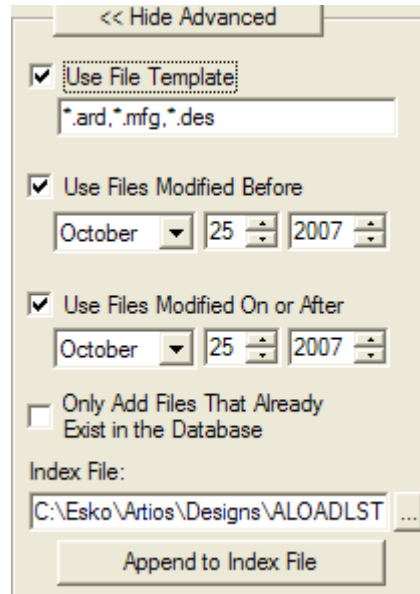 << Hide Advanced
Use File Template
*.ard,*.mfg,*.des
Use Files Modified Before
October 25 2007
Use Files Modified On or After
October 25 2007
Only Add Files That Already
Exist in the Database
Index File:
C:\Esko\Artios\Designs\ALOADLST ...
Append to Index File